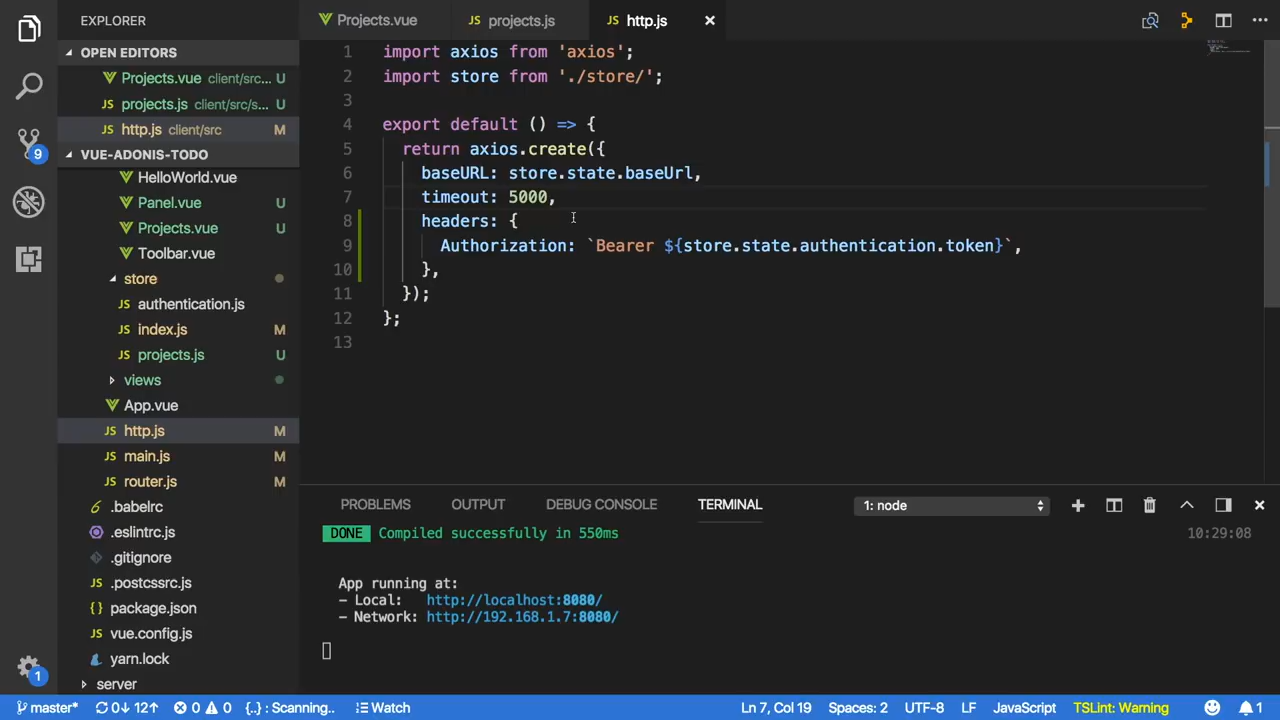 EXPLORER
Projects.vue
projects.js
http.js
OPEN EDITORS
Projects.vue client/src... U
projects.js client/src/s... U
http.js client/src M
VUE-ADONIS-TODO
HelloWorld.vue
Panel.vue U
Projects.vue U
Toolbar.vue
store
authentication.js
index.js M
projects.js U
views
App.vue
http.js M
main.js M
router.js M
.babelrc
.eslintrc.js
.gitignore
.postcssrc.js
package.json
vue.config.js
yarn.lock
server
9
1
1 import axios from 'axios';
2 import store from './store/';
3
4 export default () => {
5 return axios.create({
6 baseURL: store.state.baseUrl,
7 timeout: 5000,
8 headers: {
9 Authorization: `Bearer ${store.state.authentication.token}`,
10 },
11 });
12 };
13
PROBLEMS OUTPUT DEBUG CONSOLE TERMINAL 1: node
DONE Compiled successfully in 550ms 10:29:08
App running at:
- Local: http://localhost:8080/
- Network: http://192.168.1.7:8080/
master* 0↓ 12↑ 0 0 {..} : Scanning.. Watch Ln 7, Col 19 Spaces: 2 UTF-8 LF JavaScript TSLint: Warning 1